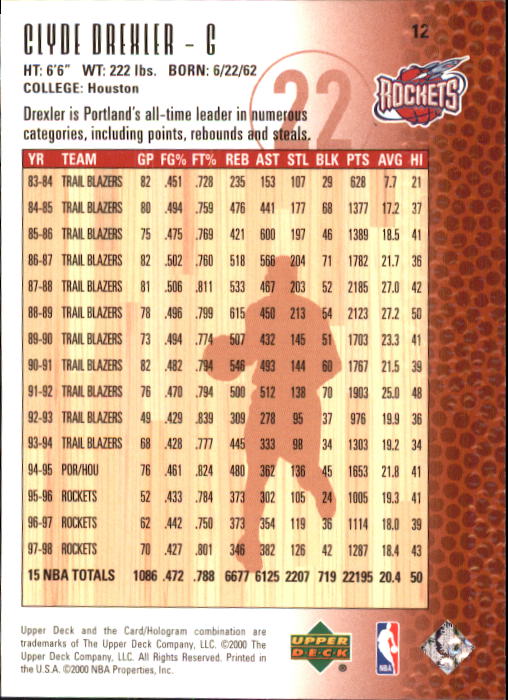 CLYDE DREXLER - G
12
HT: 6'6" WT: 222 lbs. BORN: 6/22/62
COLLEGE: Houston
22
ROCKETS
Drexler is Portland's all-time leader in numerous
categories, including points, rebounds and steals.
YR TEAM GP FG% FT% REB AST STL BLK PTS AVG HI
83-84 TRAIL BLAZERS 82 .451 .728 235 153 107 29 628 7.7 21
84-85 TRAIL BLAZERS 80 .494 .759 476 441 177 68 1377 17.2 37
85-86 TRAIL BLAZERS 75 .475 .769 421 600 197 46 1389 18.5 41
86-87 TRAIL BLAZERS 82 .502 .760 518 566 204 71 1782 21.7 36
87-88 TRAIL BLAZERS 81 .506 .811 533 467 203 52 2185 27.0 42
88-89 TRAIL BLAZERS 78 .496 .799 615 450 213 54 2123 27.2 50
89-90 TRAIL BLAZERS 73 .494 .774 507 432 145 51 1703 23.3 41
90-91 TRAIL BLAZERS 82 .482 .794 546 493 144 60 1767 21.5 39
91-92 TRAIL BLAZERS 76 .470 .794 500 512 138 70 1903 25.0 48
92-93 TRAIL BLAZERS 49 .429 .839 309 278 95 37 976 19.9 36
93-94 TRAIL BLAZERS 68 .428 .777 445 333 98 34 1303 19.2 34
94-95 POR/HOU 76 .461 .824 480 362 136 45 1653 21.8 41
95-96 ROCKETS 52 .433 .784 373 302 105 24 1005 19.3 41
96-97 ROCKETS 62 .442 .750 373 354 119 36 1114 18.0 39
97-98 ROCKETS 70 .427 .801 346 382 126 42 1287 18.4 43
15 NBA TOTALS 1086 .472 .788 6677 6125 2207 719 22195 20.4 50
Upper Deck and the Card/Hologram combination are
trademarks of The Upper Deck Company, LLC. ©2000 The
Upper Deck Company, LLC. All Rights Reserved. Printed in
the U.S.A. ©2000 NBA Properties, Inc.
UPPER
DECK
®
NBA